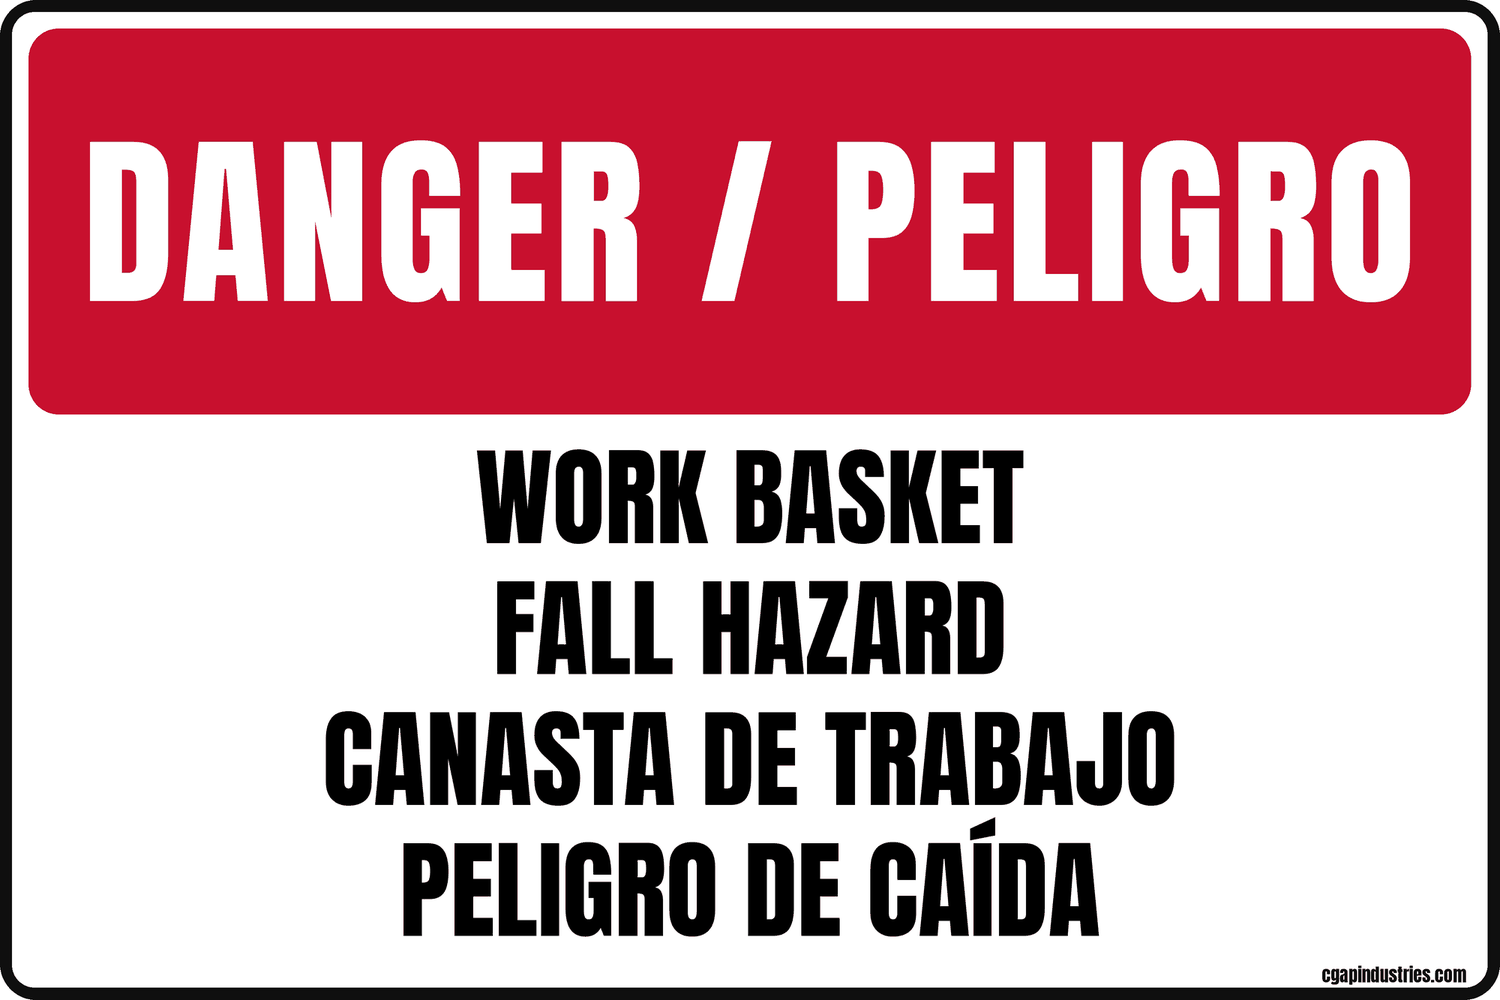 DANGER / PELIGRO
WORK BASKET
FALL HAZARD
CANASTA DE TRABAJO
PELIGRO DE CAÍDA
cgapindustries.com